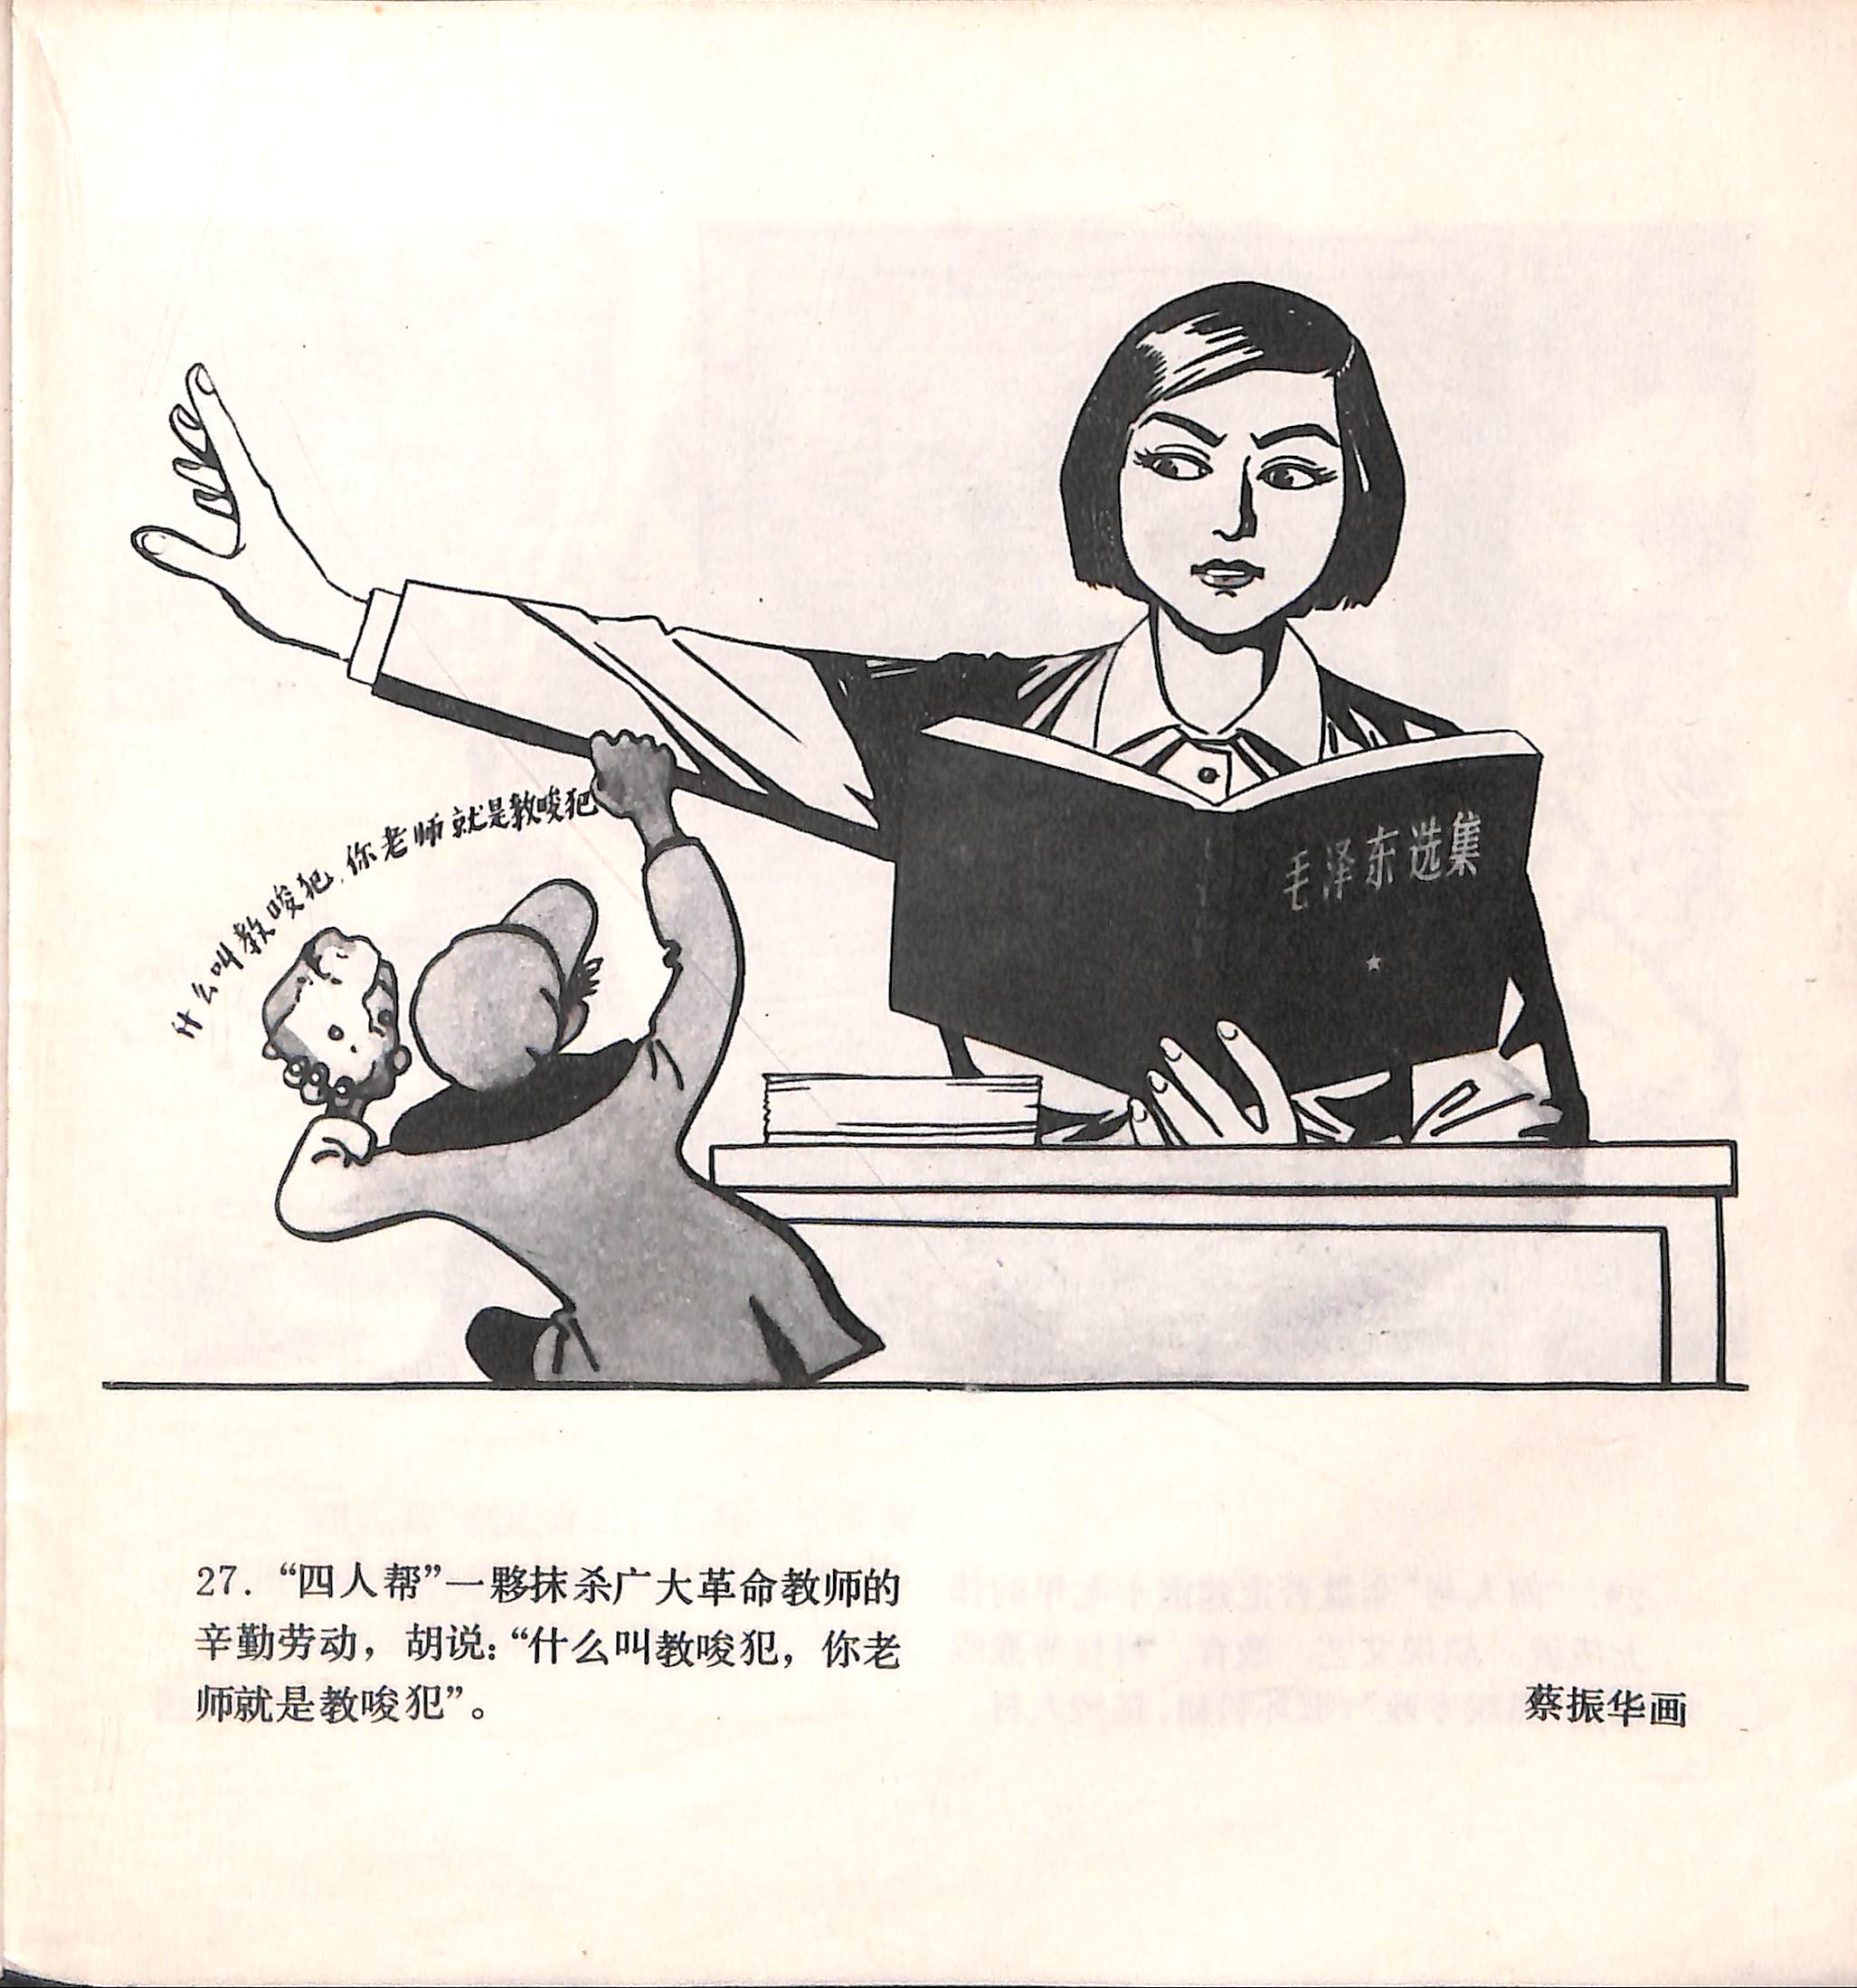 什么叫教唆犯,你老师就是教唆犯
毛泽东选集
27. “四人帮”一夥抹杀广大革命教师的
辛勤劳动，胡说：“什么叫教唆犯，你老
师就是教唆犯”。
蔡振华画